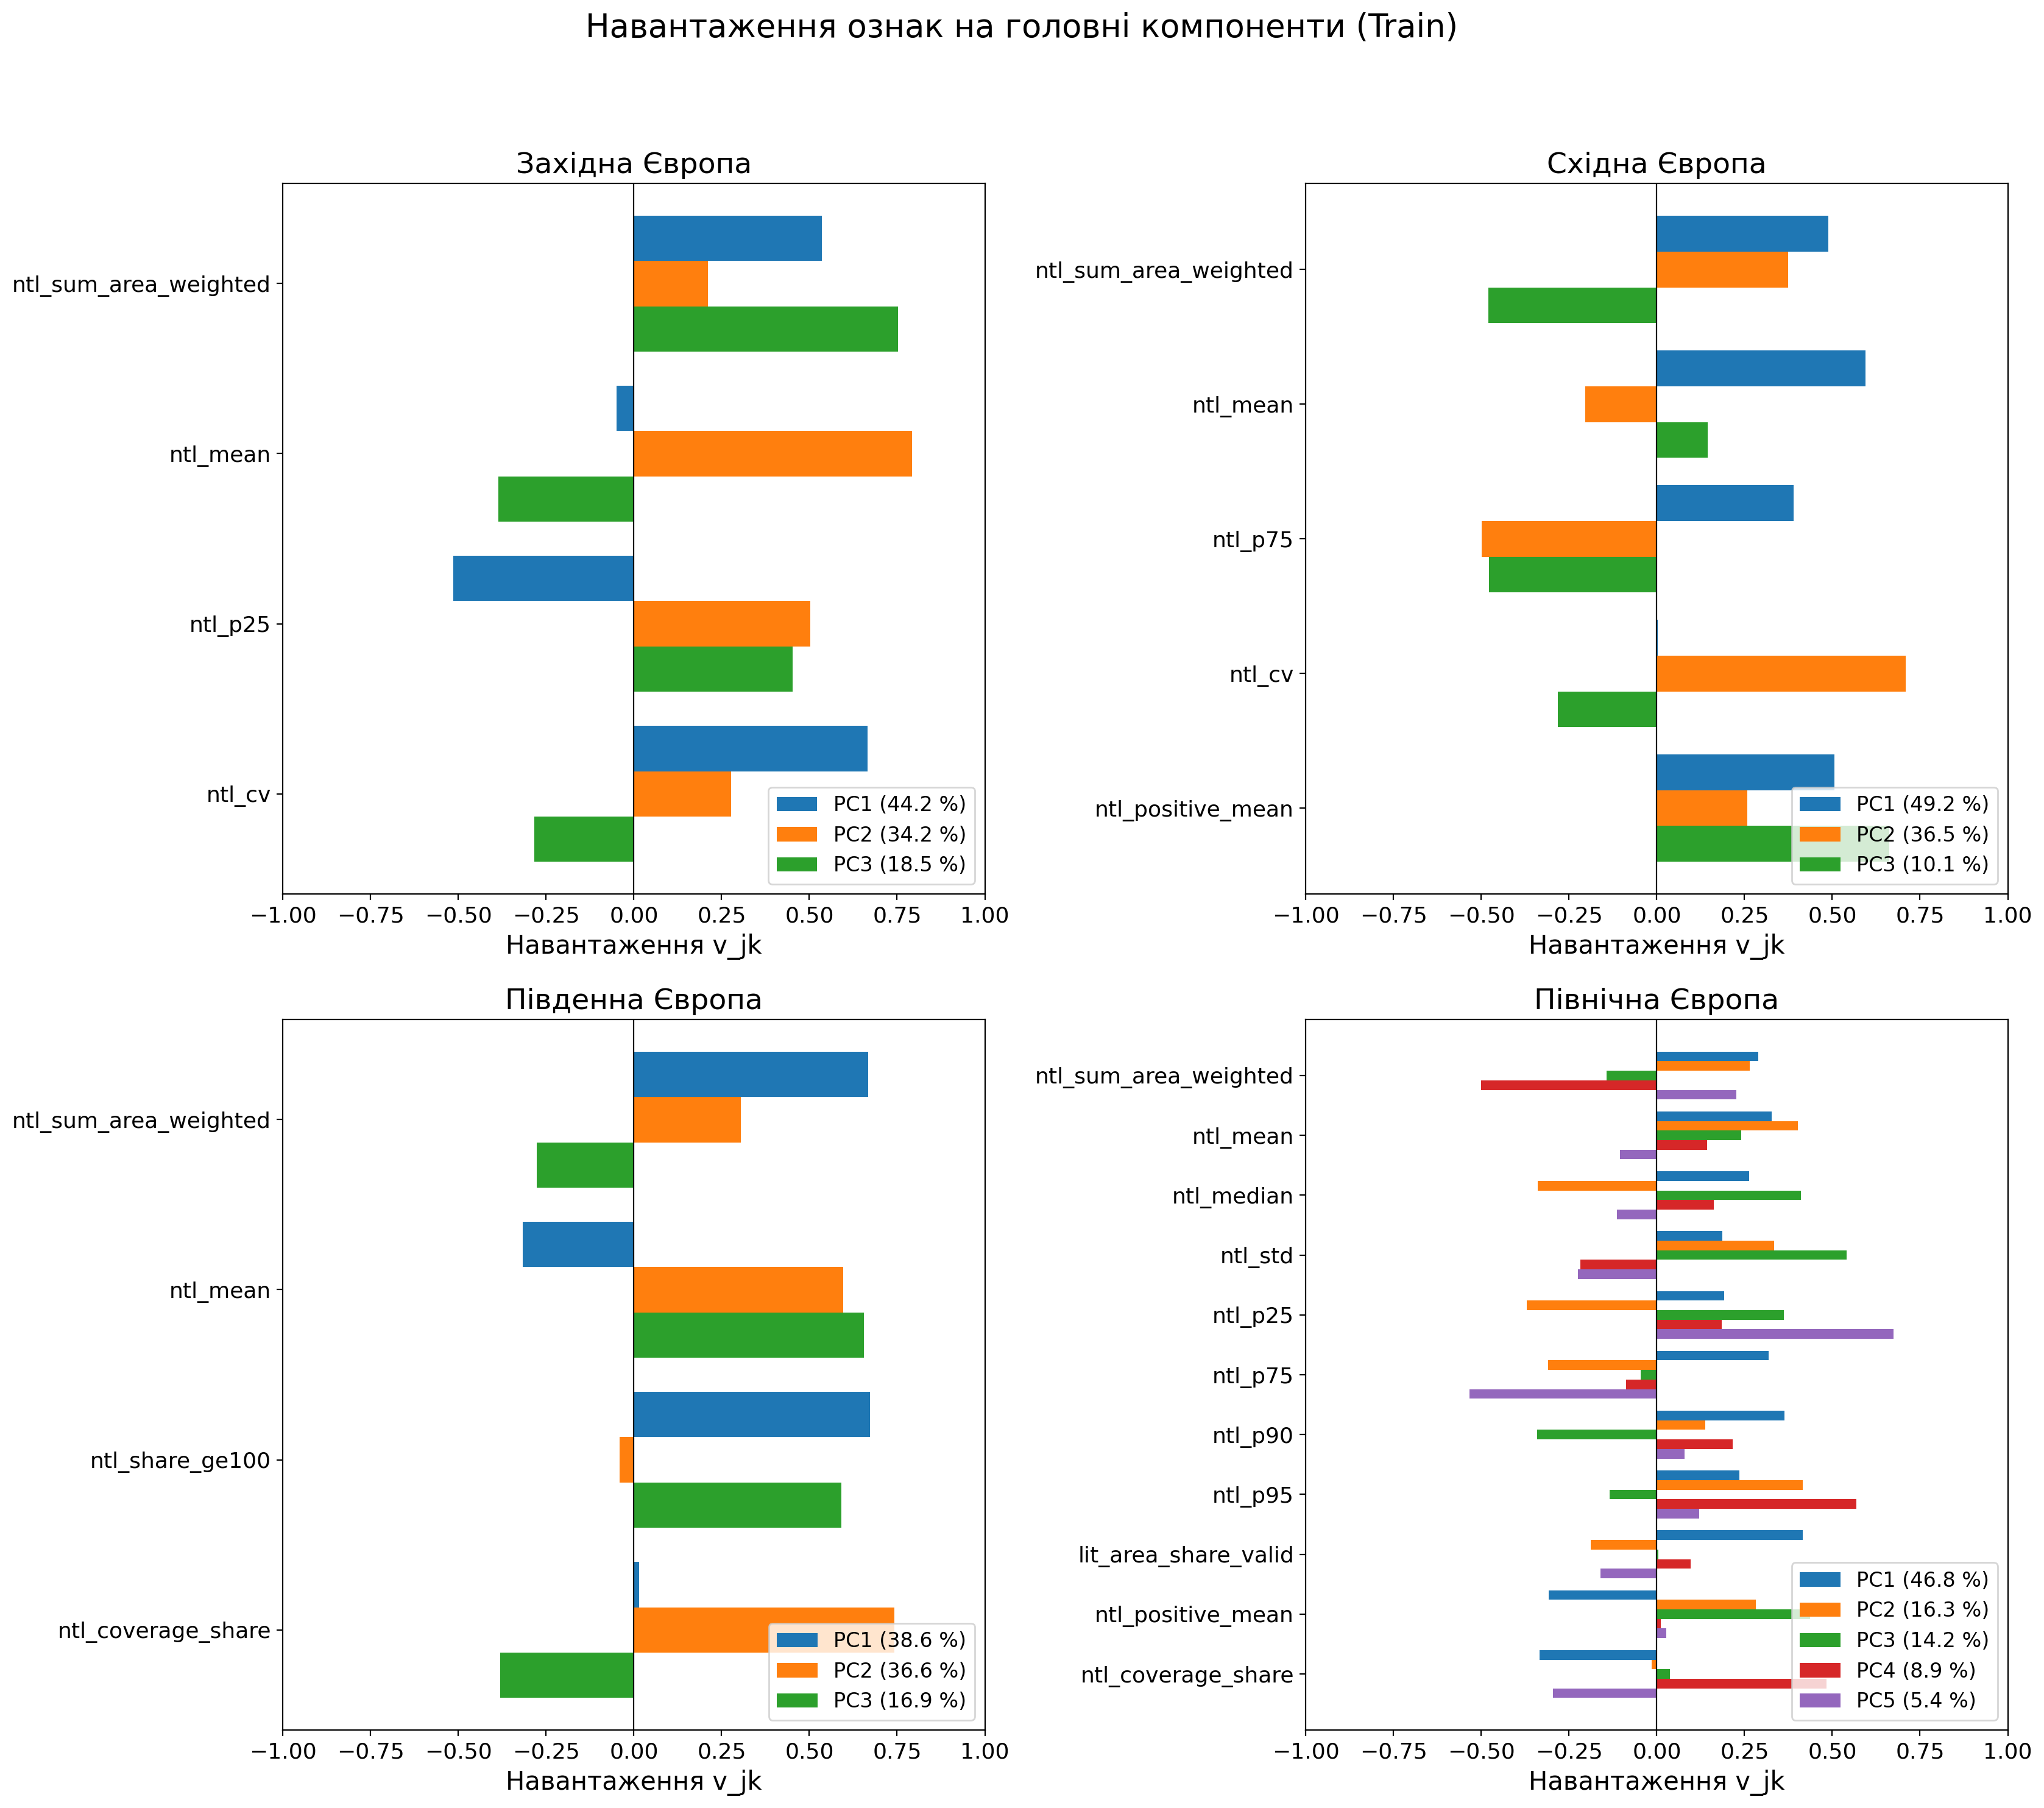 Навантаження ознак на головні компоненти (Train)
Західна Європа
ntl_sum_area_weighted
ntl_mean
ntl_p25
ntl_cv
PC1 (44.2 %)
PC2 (34.2 %)
PC3 (18.5 %)
−1.00 −0.75 −0.50 −0.25 0.00 0.25 0.50 0.75 1.00
Навантаження v_jk
Східна Європа
ntl_sum_area_weighted
ntl_mean
ntl_p75
ntl_cv
ntl_positive_mean
PC1 (49.2 %)
PC2 (36.5 %)
PC3 (10.1 %)
−1.00 −0.75 −0.50 −0.25 0.00 0.25 0.50 0.75 1.00
Навантаження v_jk
Південна Європа
ntl_sum_area_weighted
ntl_mean
ntl_share_ge100
ntl_coverage_share
PC1 (38.6 %)
PC2 (36.6 %)
PC3 (16.9 %)
−1.00 −0.75 −0.50 −0.25 0.00 0.25 0.50 0.75 1.00
Навантаження v_jk
Північна Європа
ntl_sum_area_weighted
ntl_mean
ntl_median
ntl_std
ntl_p25
ntl_p75
ntl_p90
ntl_p95
lit_area_share_valid
ntl_positive_mean
ntl_coverage_share
PC1 (46.8 %)
PC2 (16.3 %)
PC3 (14.2 %)
PC4 (8.9 %)
PC5 (5.4 %)
−1.00 −0.75 −0.50 −0.25 0.00 0.25 0.50 0.75 1.00
Навантаження v_jk